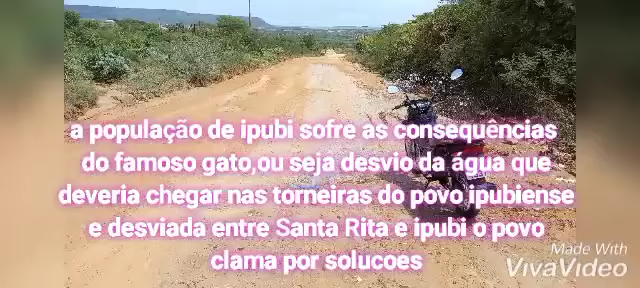 a população de ipubi sofre as consequências
do famoso gato,ou seja desvio da água que
deveria chegar nas torneiras do povo ipubiense
e desviada entre Santa Rita e ipubi o povo
clama por solucoes
Made With
VivaVideo